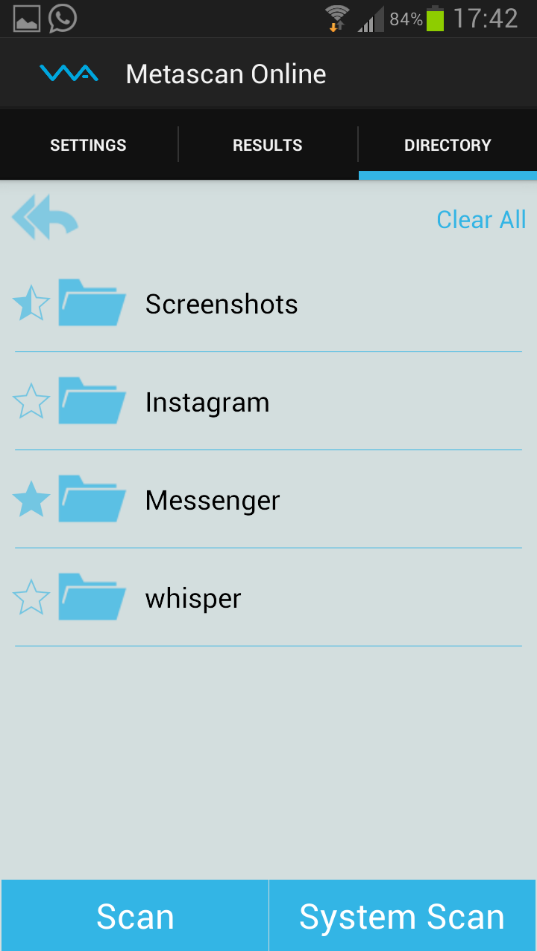 84% 17:42
Metascan Online
SETTINGS RESULTS DIRECTORY
Clear All
Screenshots
Instagram
Messenger
whisper
Scan System Scan